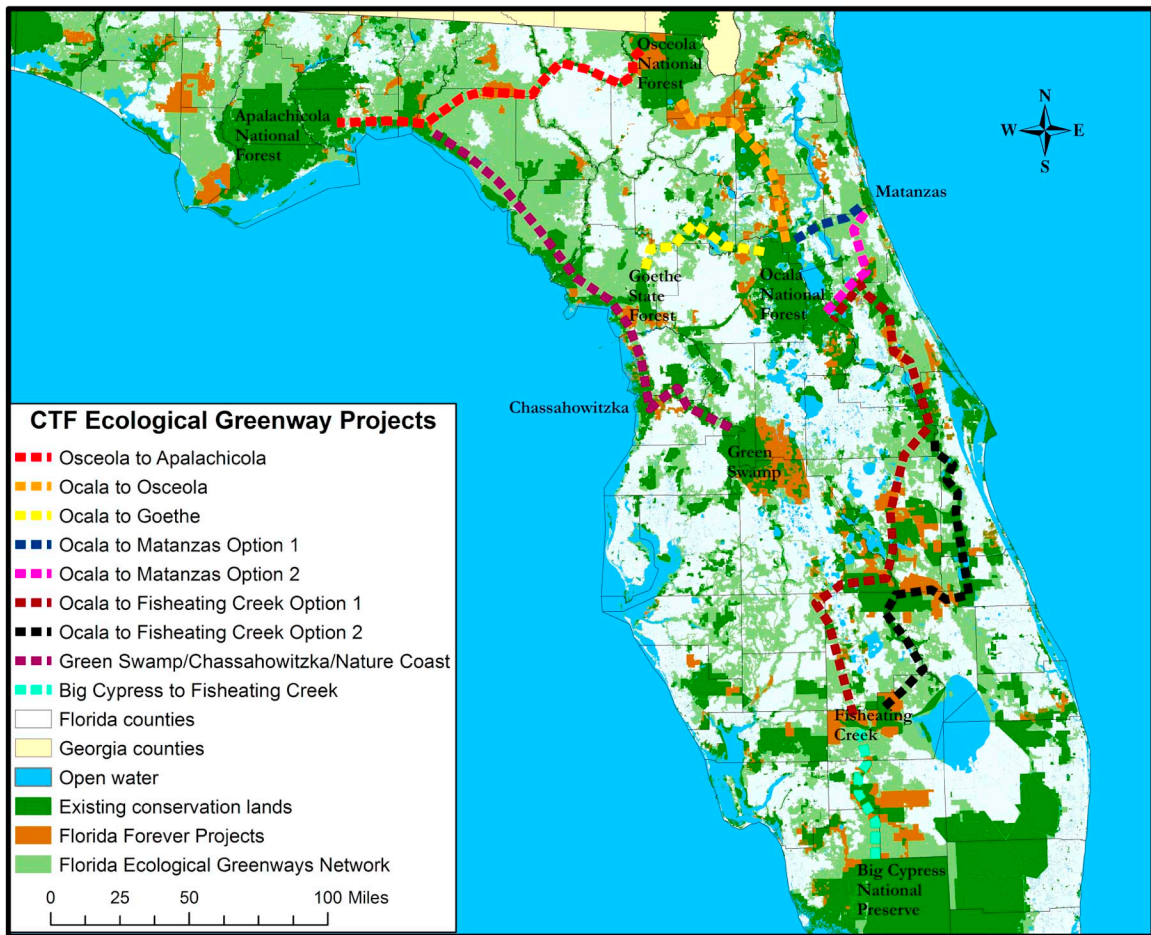 Osceola
National
Forest
Apalachicola
National
Forest
N
W
E
S
Matanzas
Goethe
State
Forest
Ocala
National
Forest
Chassahowitzka
Green
Swamp
Fisheating
Creek
Big Cypress
National
Preserve
CTF Ecological Greenway Projects
Osceola to Apalachicola
Ocala to Osceola
Ocala to Goethe
Ocala to Matanzas Option 1
Ocala to Matanzas Option 2
Ocala to Fisheating Creek Option 1
Ocala to Fisheating Creek Option 2
Green Swamp/Chassahowitzka/Nature Coast
Big Cypress to Fisheating Creek
Florida counties
Georgia counties
Open water
Existing conservation lands
Florida Forever Projects
Florida Ecological Greenways Network
0 25 50 100 Miles